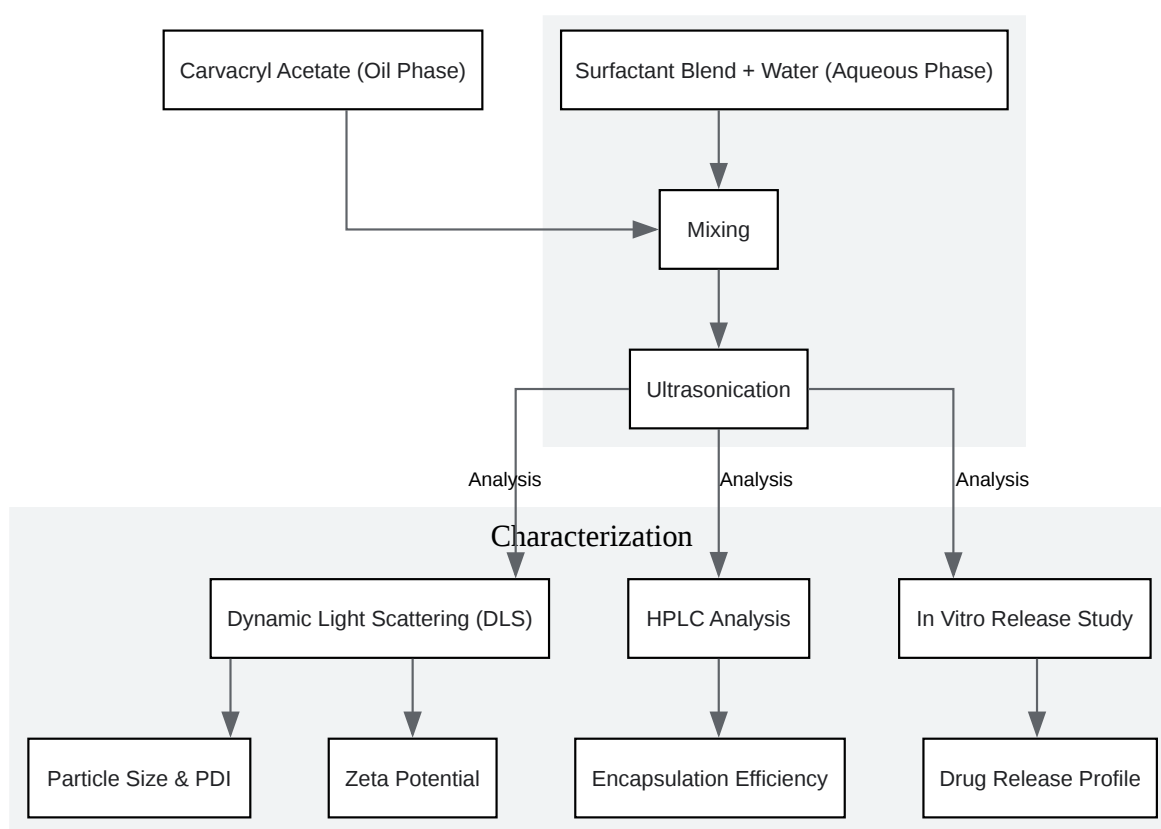 Carvacryl Acetate (Oil Phase)
Surfactant Blend + Water (Aqueous Phase)
Mixing
Ultrasonication
Analysis
Analysis
Analysis
Characterization
Dynamic Light Scattering (DLS)
HPLC Analysis
In Vitro Release Study
Particle Size & PDI
Zeta Potential
Encapsulation Efficiency
Drug Release Profile